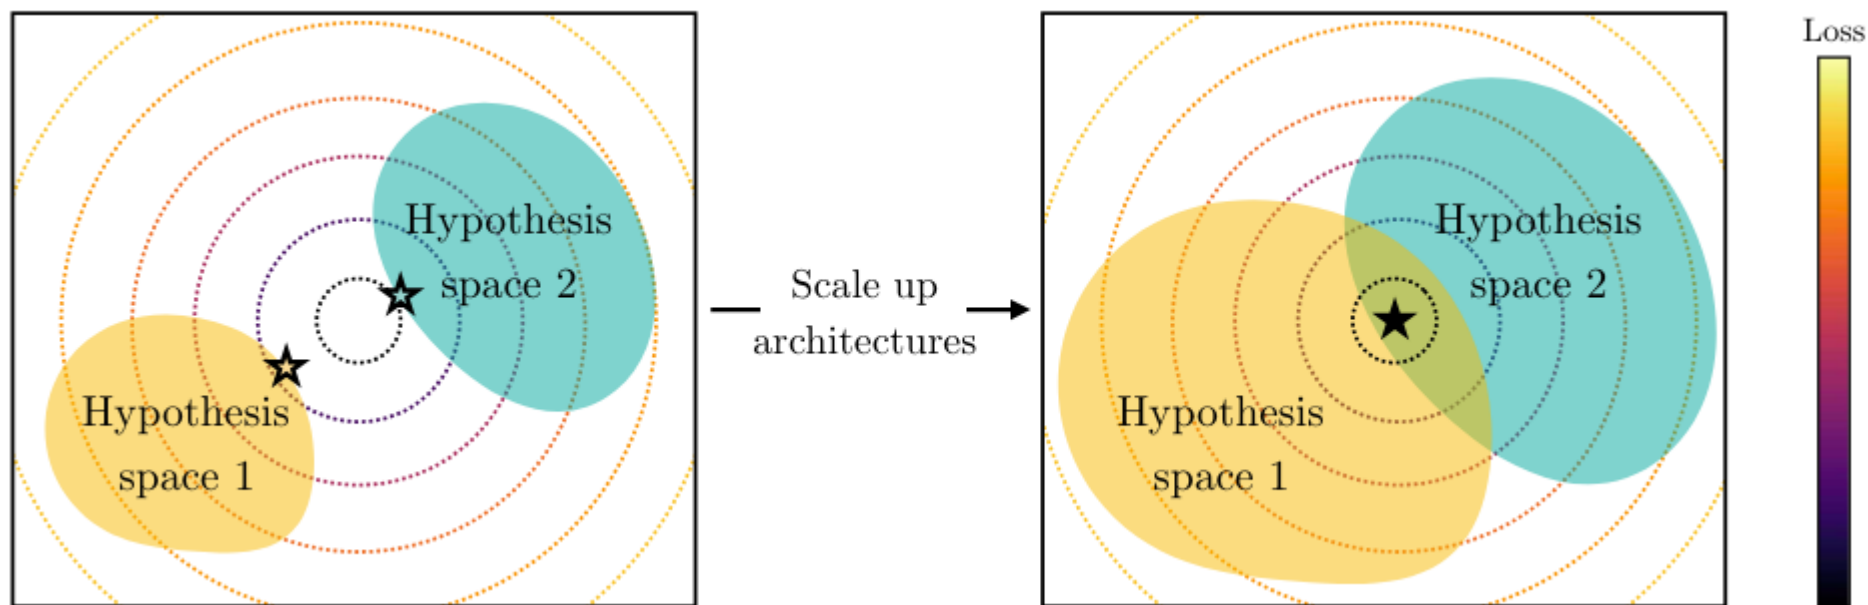 Hypothesis
space 2
Hypothesis
space 1
Scale up
architectures
Hypothesis
space 2
Hypothesis
space 1
Loss